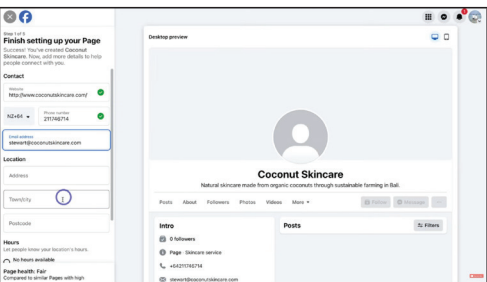 Step 1 of 5
Finish setting up your Page
Success! You've created Coconut
Skincare. Now, add more details to help
people connect with you.
Contact
Website
http://www.coconutskincare.com/
NZ+64
Phone number
211746714
Email address
stewart@coconutskincare.com
Location
Address
Town/city
Postcode
Hours
Let people know your location's hours.
No hours available
Page health: Fair
Compared to similar Pages with high
Desktop preview
Coconut Skincare
Natural skincare made from organic coconuts through sustainable farming in Bali.
Posts About Followers Photos Videos More
Follow Message
Intro
0 followers
Page · Skincare service
+64211746714
stewart@coconutskincare.com
Posts
Filters